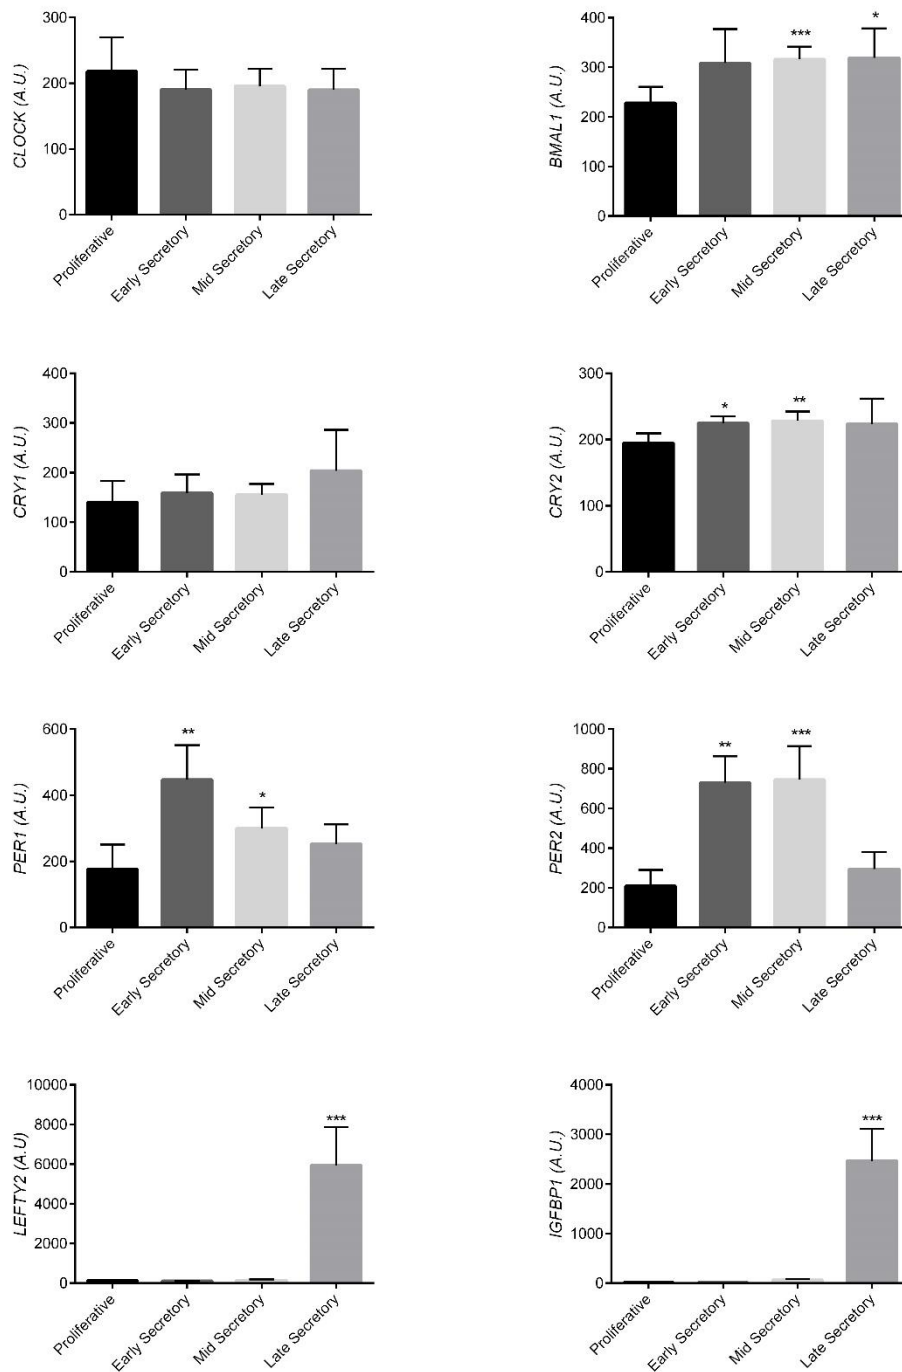 CLOCK (A.U.)
300
200
100
0
Proliferative
Early Secretory
Mid Secretory
Late Secretory
BMAL1 (A.U.)
400
300
200
100
0
***
*
Proliferative
Early Secretory
Mid Secretory
Late Secretory
CRY1 (A.U.)
400
300
200
100
0
Proliferative
Early Secretory
Mid Secretory
Late Secretory
CRY2 (A.U.)
300
200
100
0
*
**
Proliferative
Early Secretory
Mid Secretory
Late Secretory
PER1 (A.U.)
600
400
200
0
**
*
Proliferative
Early Secretory
Mid Secretory
Late Secretory
PER2 (A.U.)
1000
800
600
400
200
0
**
***
Proliferative
Early Secretory
Mid Secretory
Late Secretory
LEFTY2 (A.U)
10000
8000
6000
4000
2000
0
***
Proliferative
Early Secretory
Mid Secretory
Late Secretory
IGFBP1 (A.U.)
4000
3000
2000
1000
0
***
Proliferative
Early Secretory
Mid Secretory
Late Secretory